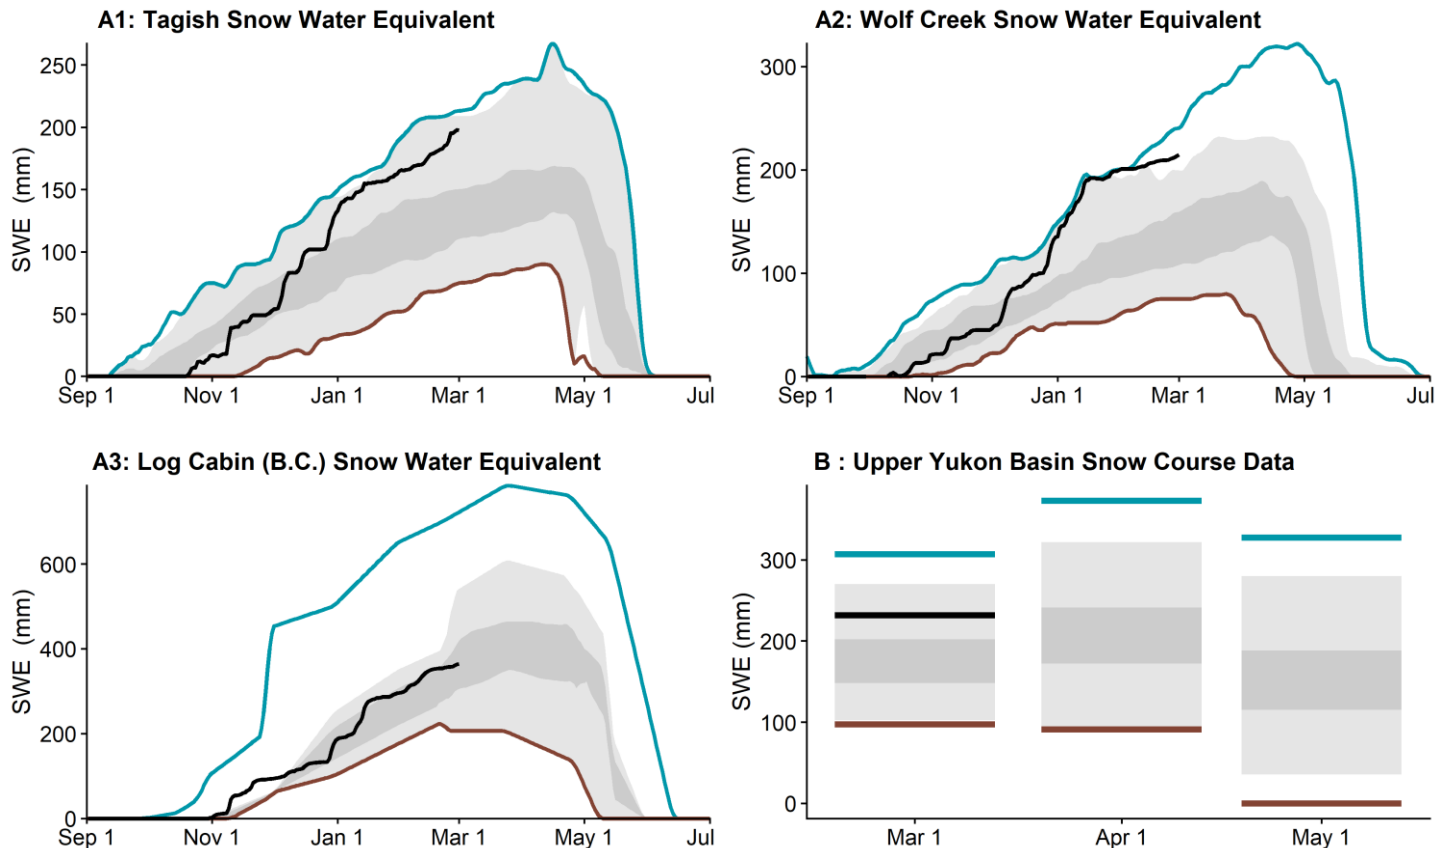 A1: Tagish Snow Water Equivalent
SWE (mm)
250
200
150
100
50
0
Sep 1 Nov 1 Jan 1 Mar 1 May 1 Jul
A2: Wolf Creek Snow Water Equivalent
SWE (mm)
300
200
100
0
Sep 1 Nov 1 Jan 1 Mar 1 May 1 Jul
A3: Log Cabin (B.C.) Snow Water Equivalent
SWE (mm)
600
400
200
0
Sep 1 Nov 1 Jan 1 Mar 1 May 1 Jul
B : Upper Yukon Basin Snow Course Data
SWE (mm)
300
200
100
0
Mar 1 Apr 1 May 1